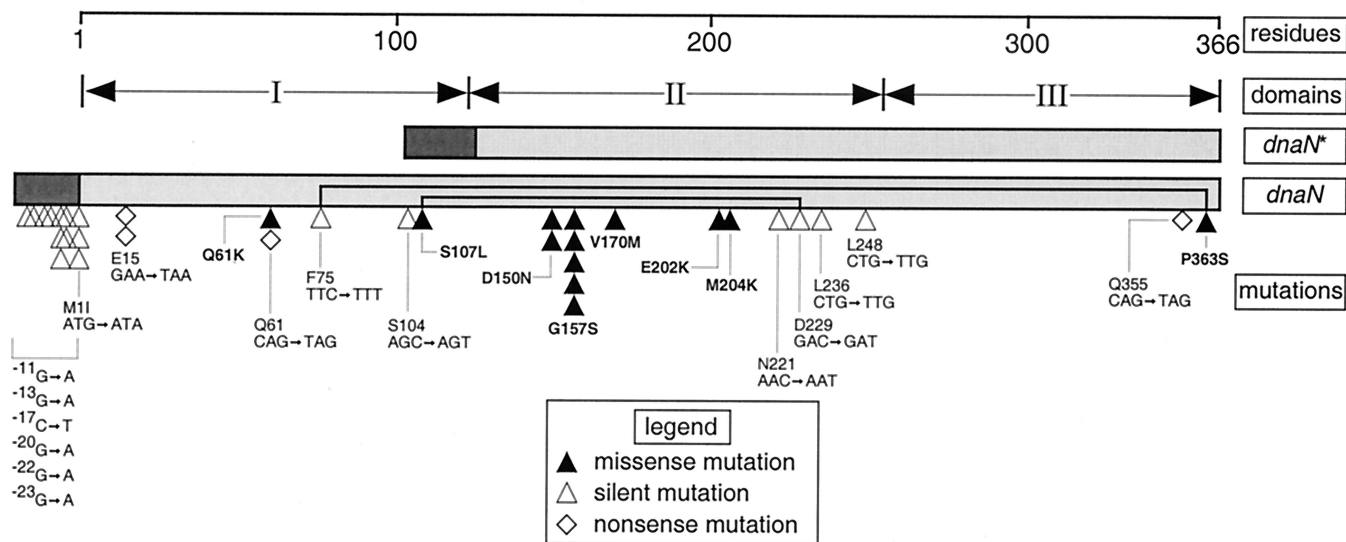 1
100
200
300
366
residues
I
II
III
domains
dnaN*
dnaN
E15
GAA→TAA
M1I
ATG→ATA
Q61K
Q61
CAG→TAG
F75
TTC→TTT
S104
AGC→AGT
S107L
D150N
G157S
V170M
E202K
M204K
N221
AAC→AAT
D229
GAC→GAT
L236
CTG→TTG
L248
CTG→TTG
Q355
CAG→TAG
P363S
mutations
-11G→A
-13G→A
-17C→T
-20G→A
-22G→A
-23G→A
legend
missense mutation
silent mutation
nonsense mutation